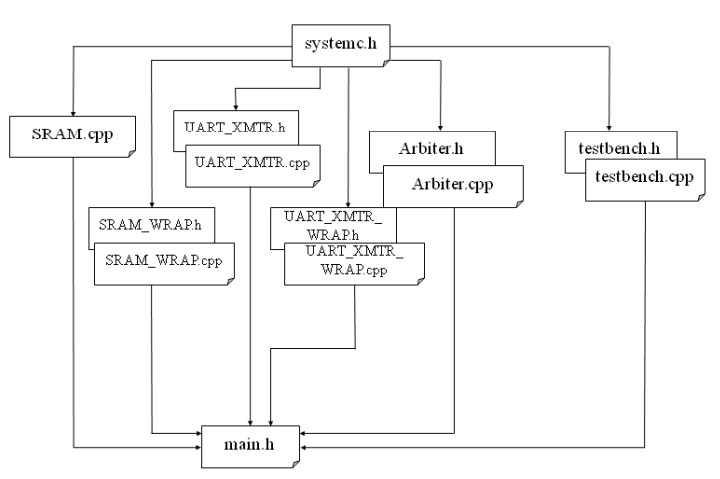 systemc.h
SRAM.cpp
UART_XMTR.h
UART_XMTR.cpp
Arbiter.h
Arbiter.cpp
testbench.h
testbench.cpp
SRAM_WRAP.h
SRAM_WRAP.cpp
UART_XMTR_
WRAP.h
UART_XMTR_
WRAP.cpp
main.h